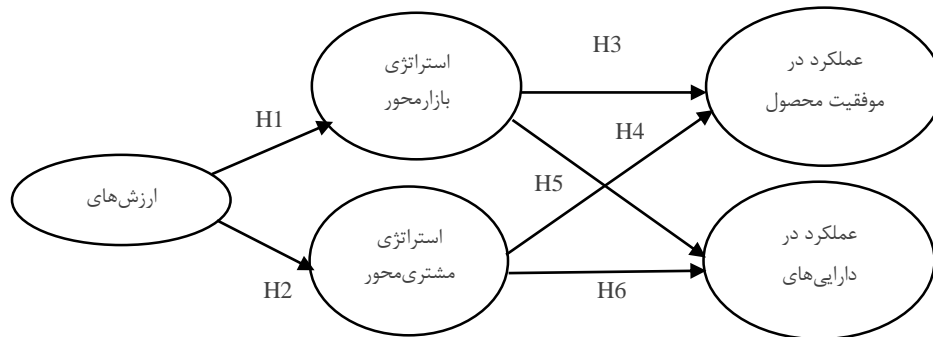 ارزش‌های
H1
H2
استراتژی
بازارمحور
استراتژی
مشتری‌محور
H3
H4
H5
H6
عملکرد در
موفقیت محصول
عملکرد در
دارایی‌های